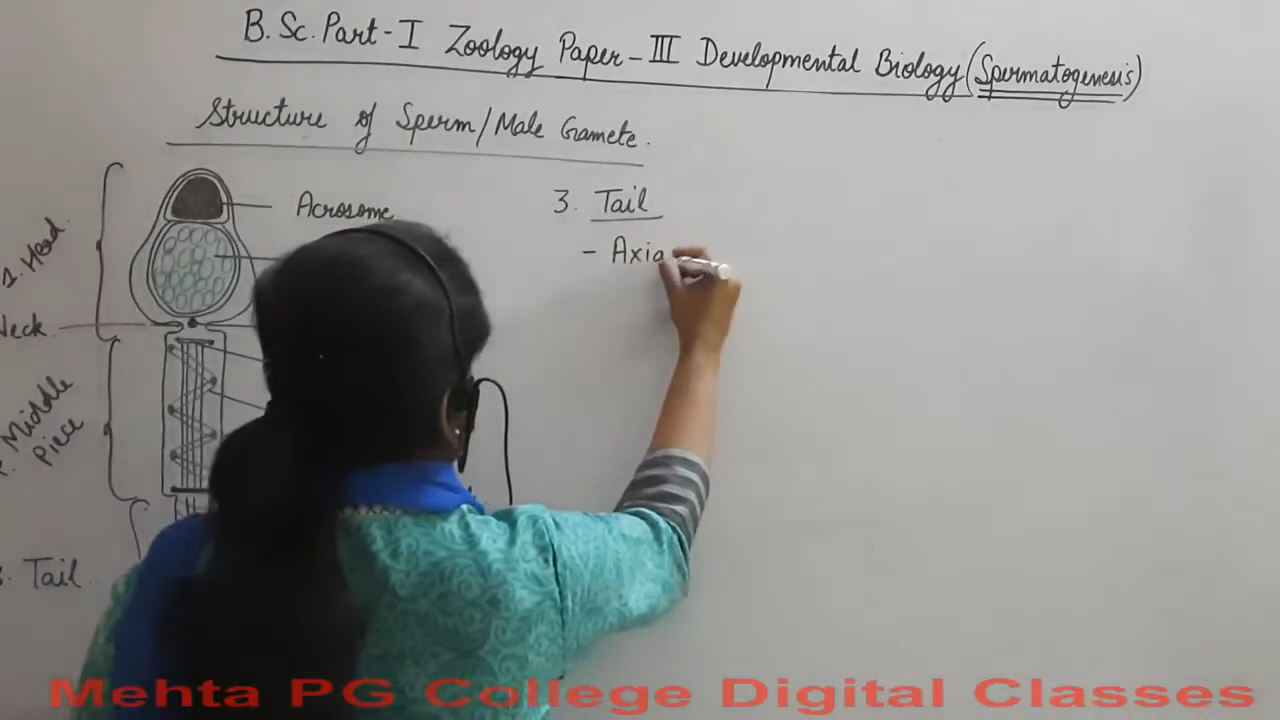 B.Sc. Part-I Zoology Paper-III Developmental Biology (Spermatogenesis)
Structure of Sperm/Male Gamete.
Acrosome
1. Head
Neck
Middle Piece
3. Tail
3. Tail
- Axia
Mehta PG College Digital Classes